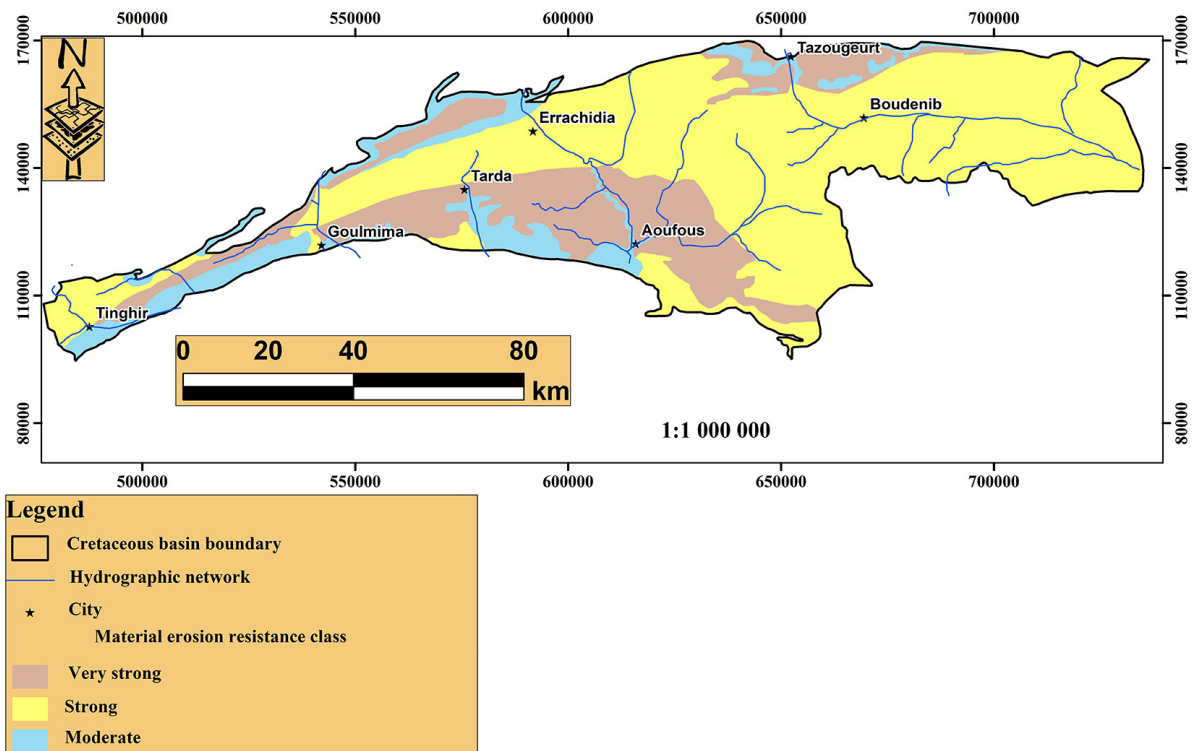 500000 550000 600000 650000 700000
170000 170000
N
Tazougeurt
Boudenib
Errachidia
140000 140000
Tarda
Goulmima
Aoufous
110000 110000
Tinghir
0 20 40 80
km
80000 80000
1:1 000 000
500000 550000 600000 650000 700000
Legend
Cretaceous basin boundary
Hydrographic network
City
Material erosion resistance class
Very strong
Strong
Moderate